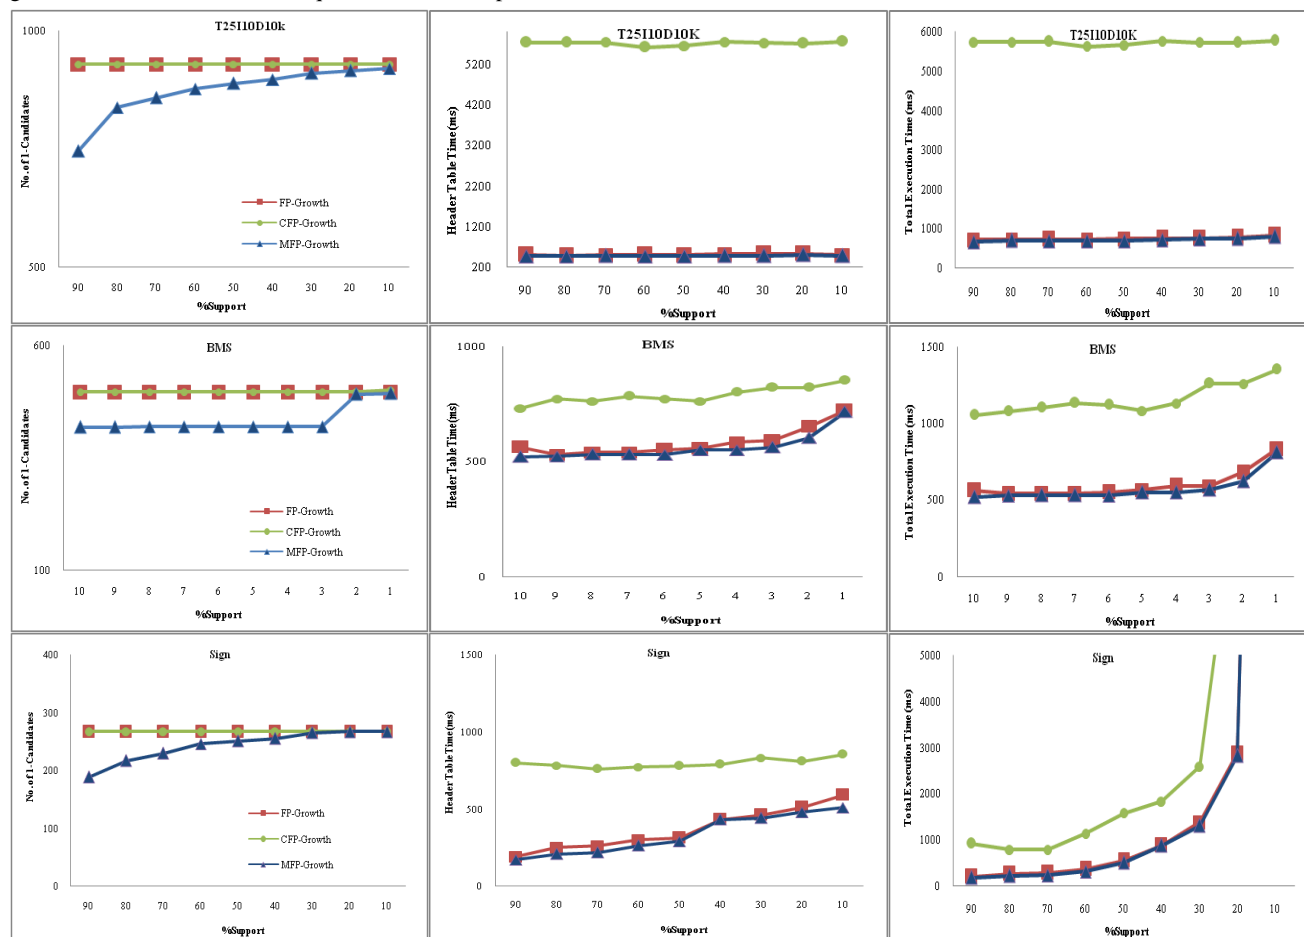 T25I10D10k
1000
500
No. of 1-Candidates
FP-Growth
CFP-Growth
MFP-Growth
90 80 70 60 50 40 30 20 10
%Support
T25I10D10K
5200
4200
3200
2200
1200
200
Header Table Time(ms)
90 80 70 60 50 40 30 20 10
%Support
T25I10D10K
6000
5000
4000
3000
2000
1000
0
Total Execution Time (ms)
90 80 70 60 50 40 30 20 10
%Support
BMS
600
100
No. of 1-Candidates
FP-Growth
CFP-Growth
MFP-Growth
10 9 8 7 6 5 4 3 2 1
%Support
BMS
1000
500
0
Header Table Time(ms)
10 9 8 7 6 5 4 3 2 1
%Support
BMS
1500
1000
500
0
Total Execution Time(ms)
10 9 8 7 6 5 4 3 2 1
%Support
Sign
400
300
200
100
0
No. of 1-Candidates
FP-Growth
CFP-Growth
MFP-Growth
90 80 70 60 50 40 30 20 10
%Support
Sign
1500
1000
500
0
Header Table Time(ms)
90 80 70 60 50 40 30 20 10
%Support
Sign
5000
4000
3000
2000
1000
0
Total Execution Time (ms)
90 80 70 60 50 40 30 20 10
%Support